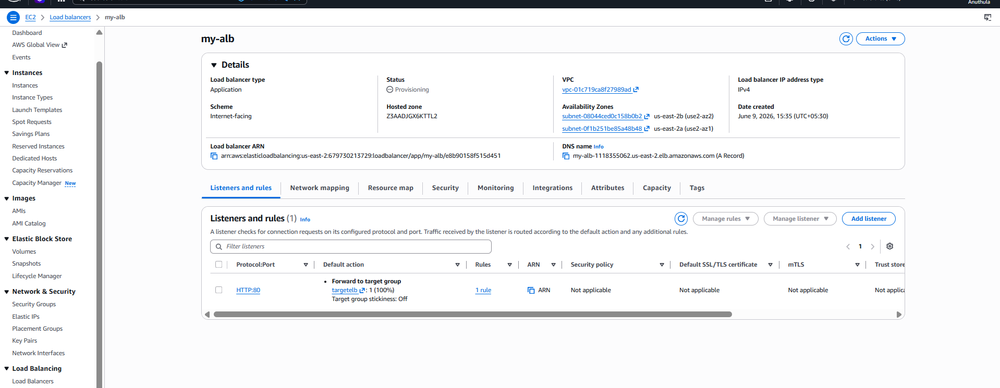 Anuthula
EC2 > Load balancers > my-alb
Dashboard
AWS Global View
Events
Instances
Instances
Instance Types
Launch Templates
Spot Requests
Savings Plans
Reserved Instances
Dedicated Hosts
Capacity Reservations
Capacity Manager New
Images
AMIs
AMI Catalog
Elastic Block Store
Volumes
Snapshots
Lifecycle Manager
Network & Security
Security Groups
Elastic IPs
Placement Groups
Key Pairs
Network Interfaces
Load Balancing
Load Balancers
my-alb
Actions
Details
Load balancer type
Application
Status
Provisioning
VPC
vpc-01c719ca8f27989ad
Load balancer IP address type
IPv4
Scheme
Internet-facing
Hosted zone
Z3AADJGX6KTTL2
Availability Zones
subnet-08044ced0c158b0b2 us-east-2b (use2-az2)
subnet-0f1b251be85a48b48 us-east-2a (use2-az1)
Date created
June 9, 2026, 15:35 (UTC+05:30)
Load balancer ARN
arn:aws:elasticloadbalancing:us-east-2:679730213729:loadbalancer/app/my-alb/e8b90158f515d451
DNS name Info
my-alb-1118355062.us-east-2.elb.amazonaws.com (A Record)
Listeners and rules Network mapping Resource map Security Monitoring Integrations Attributes Capacity Tags
Listeners and rules (1) Info
Manage rules Manage listener Add listener
A listener checks for connection requests on its configured protocol and port. Traffic received by the listener is routed according to the default action and any additional rules.
Filter listeners
1
Protocol:Port Default action Rules ARN Security policy Default SSL/TLS certificate mTLS Trust store
HTTP:80
• Forward to target group
targetelb : 1 (100%)
Target group stickiness: Off
1 rule
ARN
Not applicable
Not applicable
Not applicable
Not applica